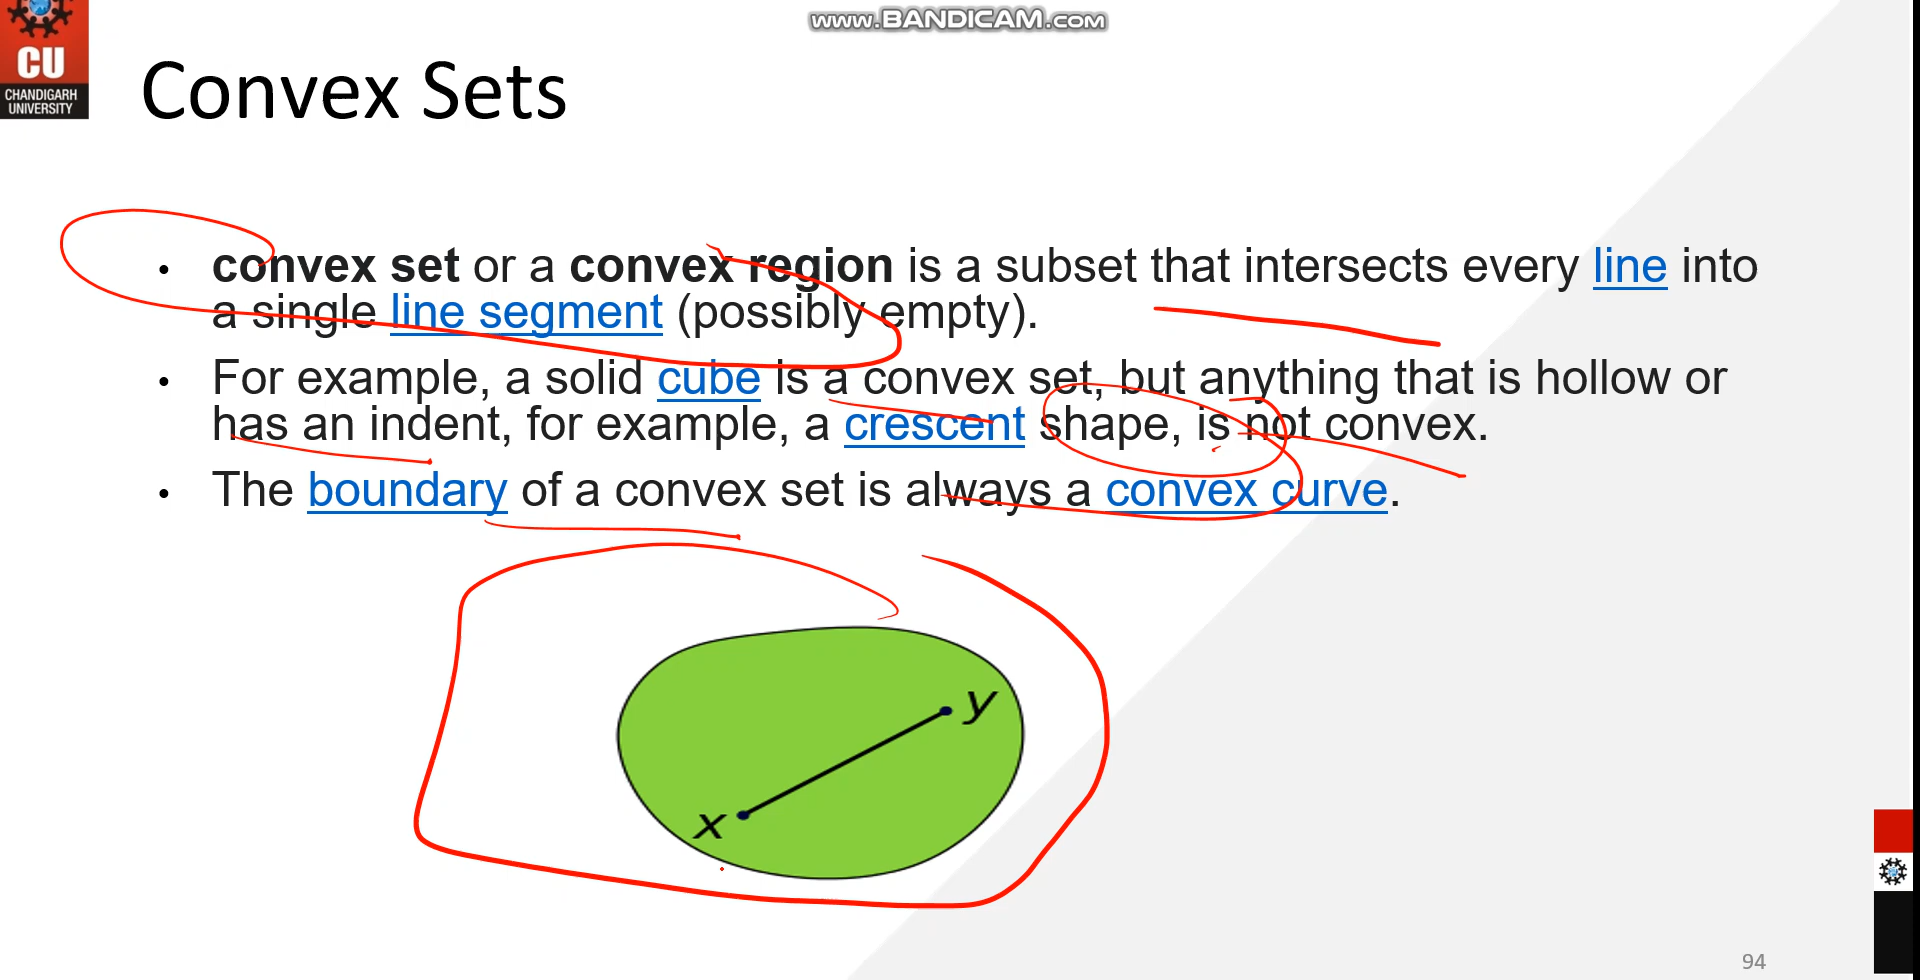 www.BANDICAM.com
CU
CHANDIGARH
UNIVERSITY
Convex Sets
• convex set or a convex region is a subset that intersects every line into
a single line segment (possibly empty).
• For example, a solid cube is a convex set, but anything that is hollow or
has an indent, for example, a crescent shape, is not convex.
• The boundary of a convex set is always a convex curve.
y
x
94